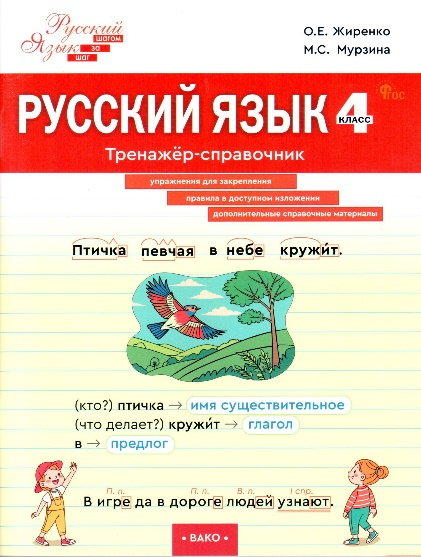 Русский
Язык
шагом
за
шаг
О.Е. Жиренко
М.С. Мурзина
РУССКИЙ ЯЗЫК 4
КЛАСС
ФГОС
Тренажёр-справочник
упражнения для закрепления
правила в доступном изложении
дополнительные справочные материалы
Птичка певчая в небе кружи́т.
(кто?) птичка → имя существительное
(что делает?) кружи́т → глагол
в → предлог
П. п. П. п. В. п. I спр.
В игре да в дороге людей узнают.
• ВАКО •